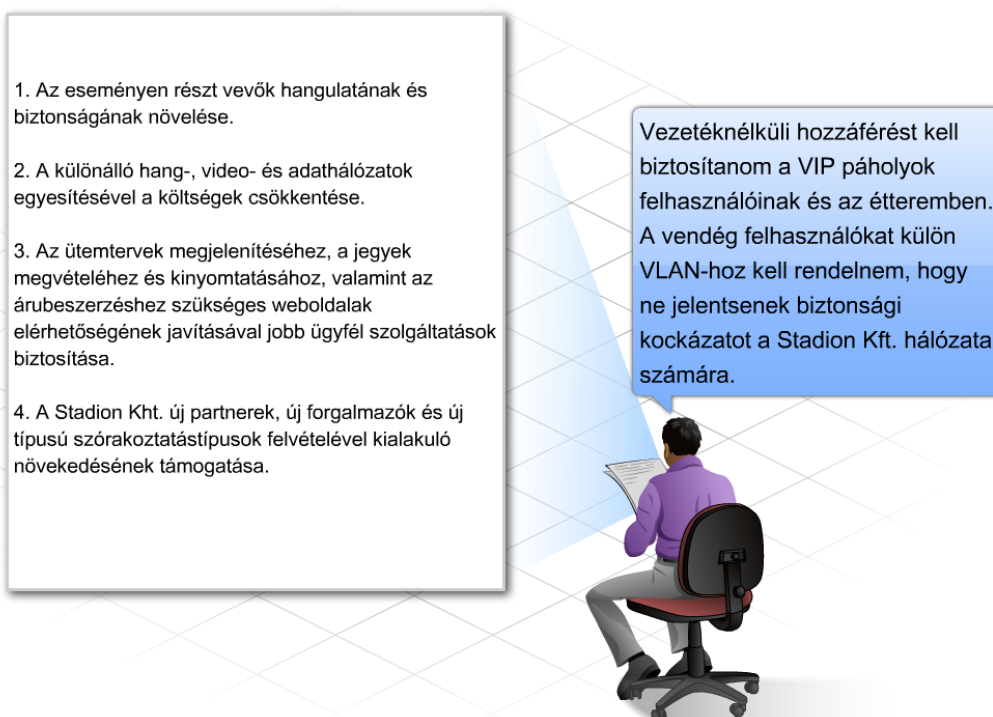 1. Az eseményen részt vevők hangulatának és
biztonságának növelése.
2. A különálló hang-, video- és adathálózatok
egyesítésével a költségek csökkentése.
3. Az ütemtervek megjelenítéséhez, a jegyek
megvételéhez és kinyomtatásához, valamint az
árubeszerzéshez szükséges weboldalak
elérhetőségének javításával jobb ügyfél szolgáltatások
biztosítása.
4. A Stadion Kht. új partnerek, új forgalmazók és új
típusú szórakoztatástípusok felvételével kialakuló
növekedésének támogatása.
Vezetéknélküli hozzáférést kell
biztosítanom a VIP páholyok
felhasználóinak és az étteremben.
A vendég felhasználókat külön
VLAN-hoz kell rendelnem, hogy
ne jelentsenek biztonsági
kockázatot a Stadion Kft. hálózata
számára.